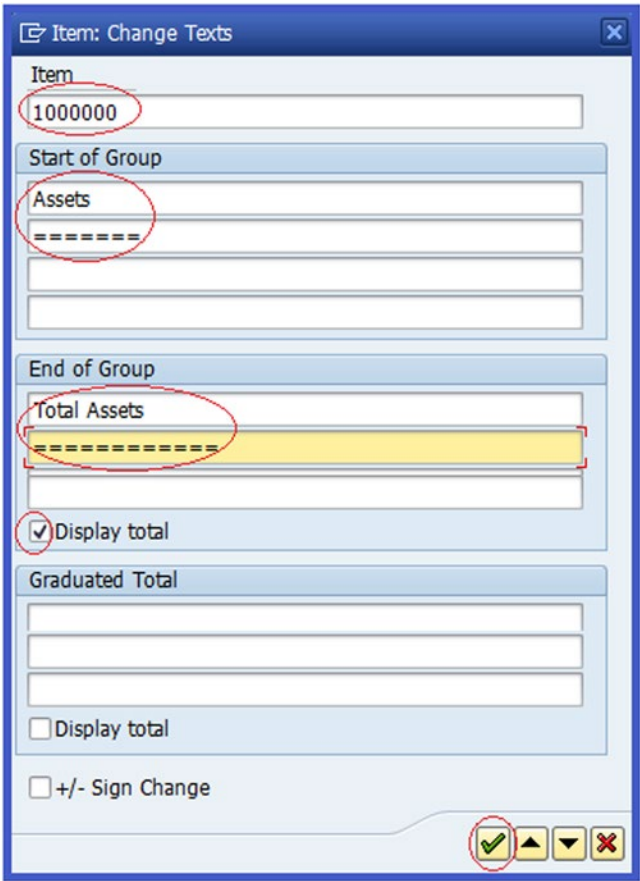 Item: Change Texts
Item
1000000
Start of Group
Assets
=======
End of Group
Total Assets
============
Display total
Graduated Total
Display total
+/- Sign Change